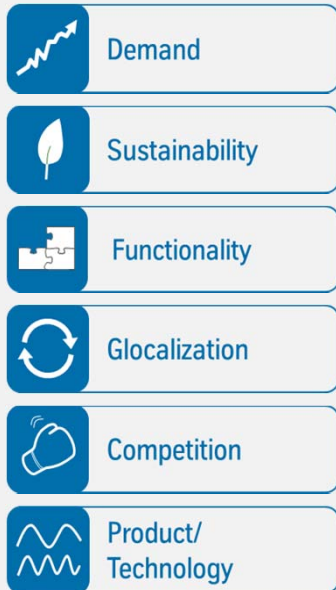 Demand
Sustainability
Functionality
Glocalization
Competition
Product/
Technology